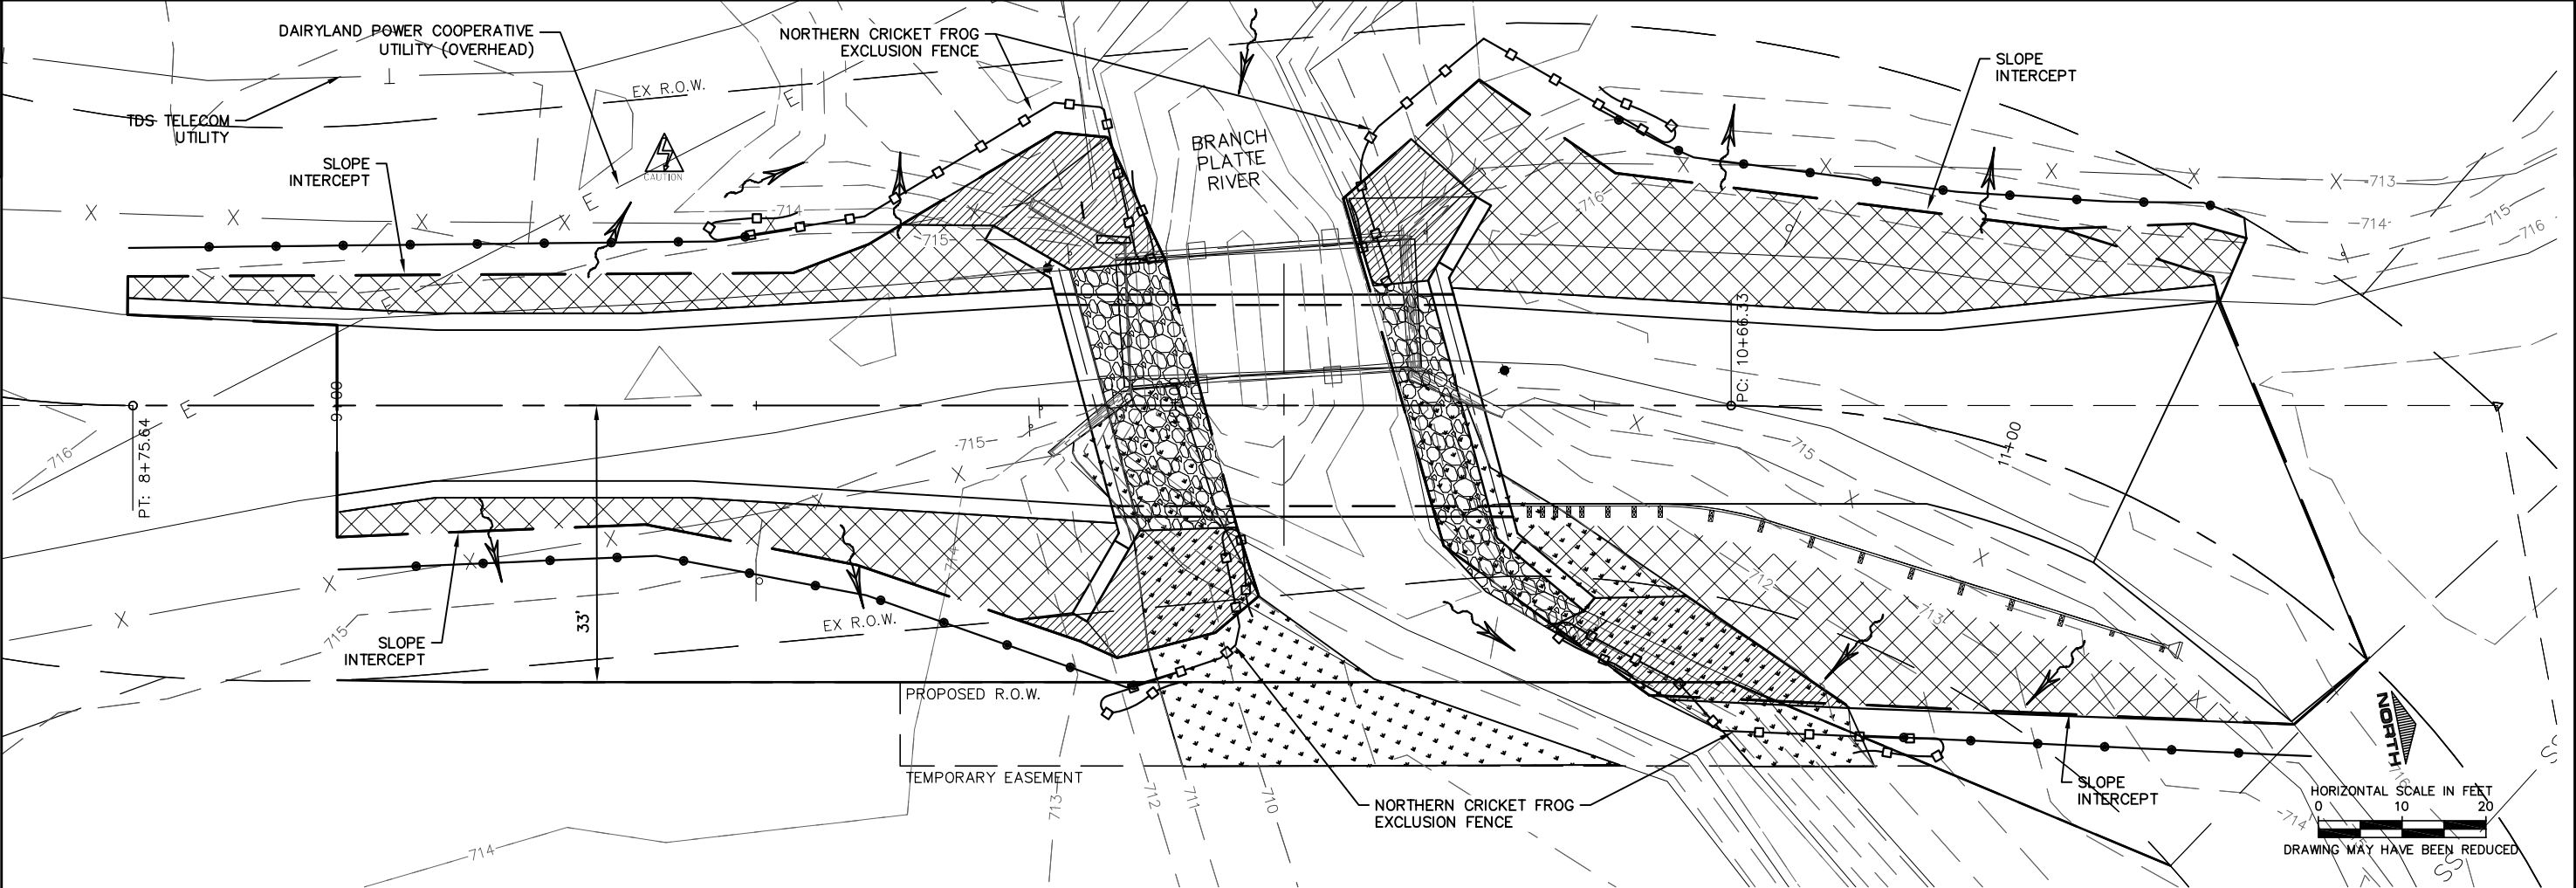 DAIRYLAND POWER COOPERATIVE
UTILITY (OVERHEAD)
NORTHERN CRICKET FROG
EXCLUSION FENCE
SLOPE
INTERCEPT
EX R.O.W.
E
TDS TELECOM
UTILITY
BRANCH
PLATTE
RIVER
SLOPE
INTERCEPT
CAUTION
X
X
X
X
X
X
X
X
X
713
E
714
716
714
715
716
715
E
PC: 10+66.33
9+00
E
PT: 8+75.64
716
715
X
X
X
715
11+00
X
X
X
X
X
714
712
X
X
713
X
715
33'
EX R.O.W.
SLOPE
INTERCEPT
PROPOSED R.O.W.
TEMPORARY EASEMENT
713
712
711
710
NORTHERN CRICKET FROG
EXCLUSION FENCE
714
SLOPE
INTERCEPT
NORTH
716
HORIZONTAL SCALE IN FEET
0 10 20
714
DRAWING MAY HAVE BEEN REDUCED
SS